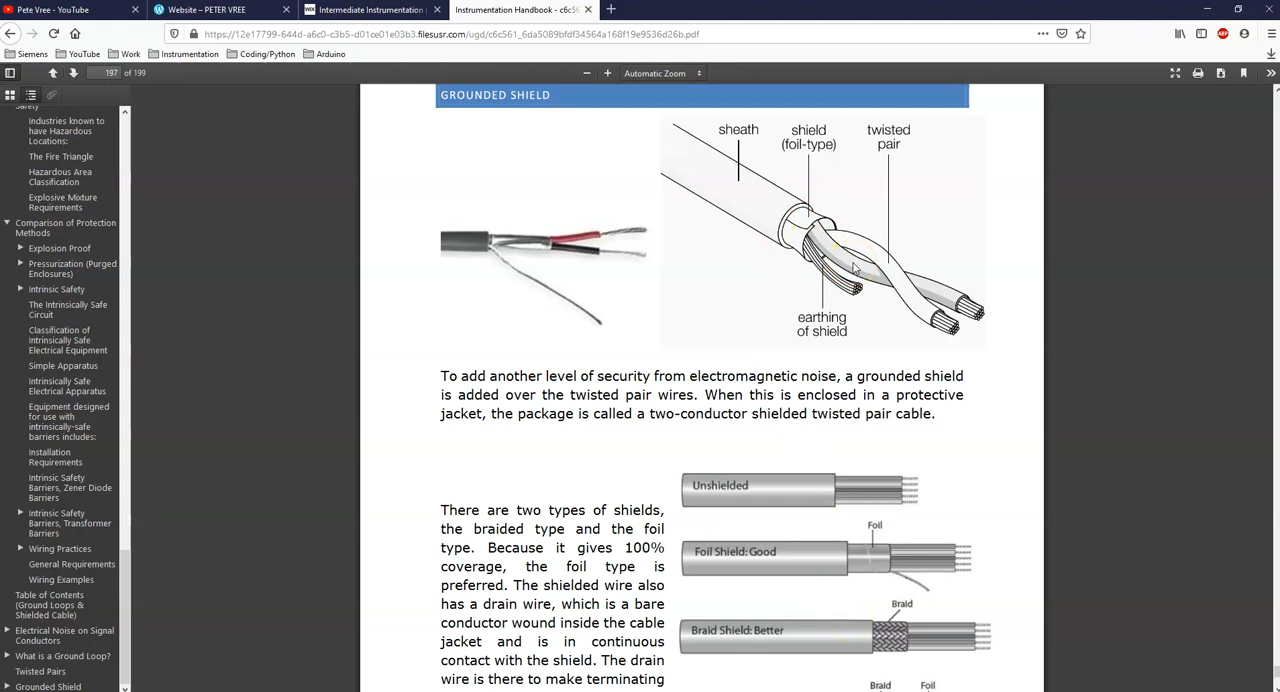 Pete Vree - YouTube
Website – PETER VREE
WIX
Intermediate Instrumentation |
Instrumentation Handbook - c6c56
https://12e17799-644d-a6c0-c3b5-d01ce01e03b3.filesusr.com/ugd/c6c561_6da5089bfdf34564a168f19e9536d26b.pdf
ABP
Siemens
YouTube
Work
Instrumentation
Coding/Python
Arduino
197 of 199
Automatic Zoom
Safety
Industries known to
have Hazardous
Locations:
The Fire Triangle
Hazardous Area
Classification
Explosive Mixture
Requirements
Comparison of Protection
Methods
Explosion Proof
Pressurization (Purged
Enclosures)
Intrinsic Safety
The Intrinsically Safe
Circuit
Classification of
Intrinsically Safe
Electrical Equipment
Simple Apparatus
Intrinsically Safe
Electrical Apparatus
Equipment designed
for use with
intrinsically-safe
barriers includes:
Installation
Requirements
Intrinsic Safety
Barriers, Zener Diode
Barriers
Intrinsic Safety
Barriers, Transformer
Barriers
Wiring Practices
General Requirements
Wiring Examples
Table of Contents
(Ground Loops &
Shielded Cable)
Electrical Noise on Signal
Conductors
What is a Ground Loop?
Twisted Pairs
Grounded Shield
GROUNDED SHIELD
sheath
shield
(foil-type)
twisted
pair
earthing
of shield
To add another level of security from electromagnetic noise, a grounded shield
is added over the twisted pair wires. When this is enclosed in a protective
jacket, the package is called a two-conductor shielded twisted pair cable.
There are two types of shields,
the braided type and the foil
type. Because it gives 100%
coverage, the foil type is
preferred. The shielded wire also
has a drain wire, which is a bare
conductor wound inside the cable
jacket and is in continuous
contact with the shield. The drain
wire is there to make terminating
Unshielded
Foil
Foil Shield: Good
Braid
Braid Shield: Better
Braid Foil